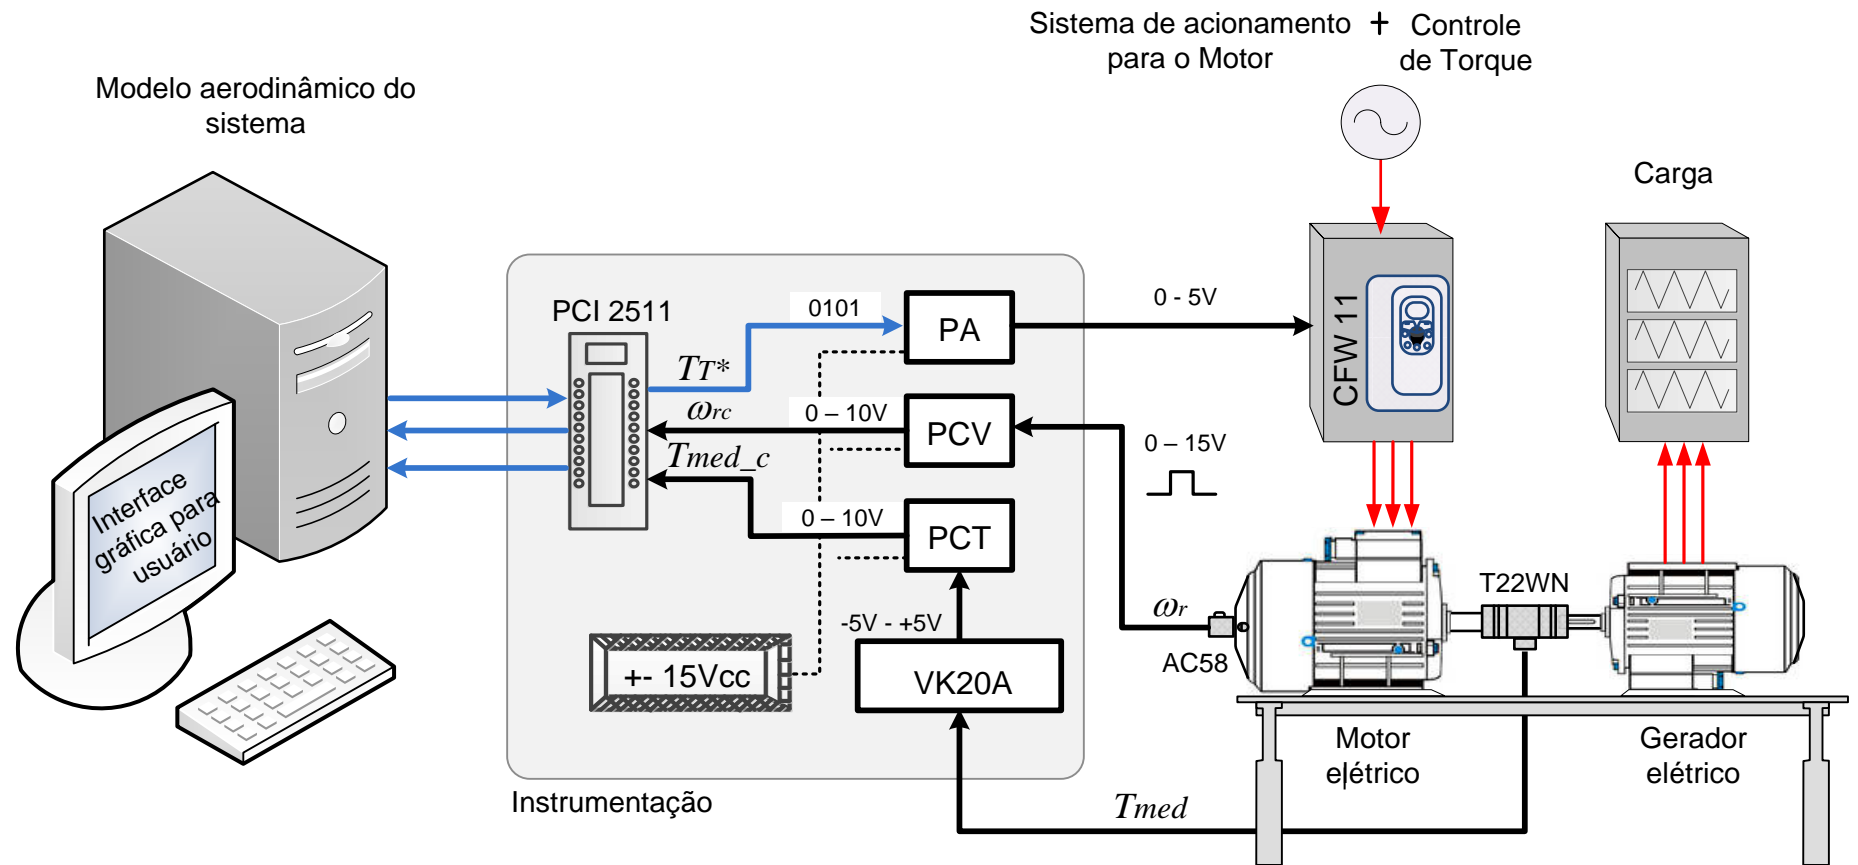 Sistema de acionamento
para o Motor
+
Controle
de Torque
Modelo aerodinâmico do
sistema
Carga
PCI 2511
0101
PA
0 - 5V
CFW 11
TT*
ωrc
0 – 10V
PCV
0 – 15V
Tmed_c
0 – 10V
PCT
Interface
gráfica para
usuário
T22WN
-5V - +5V
ωr
AC58
+- 15Vcc
VK20A
Motor
elétrico
Gerador
elétrico
Instrumentação
Tmed